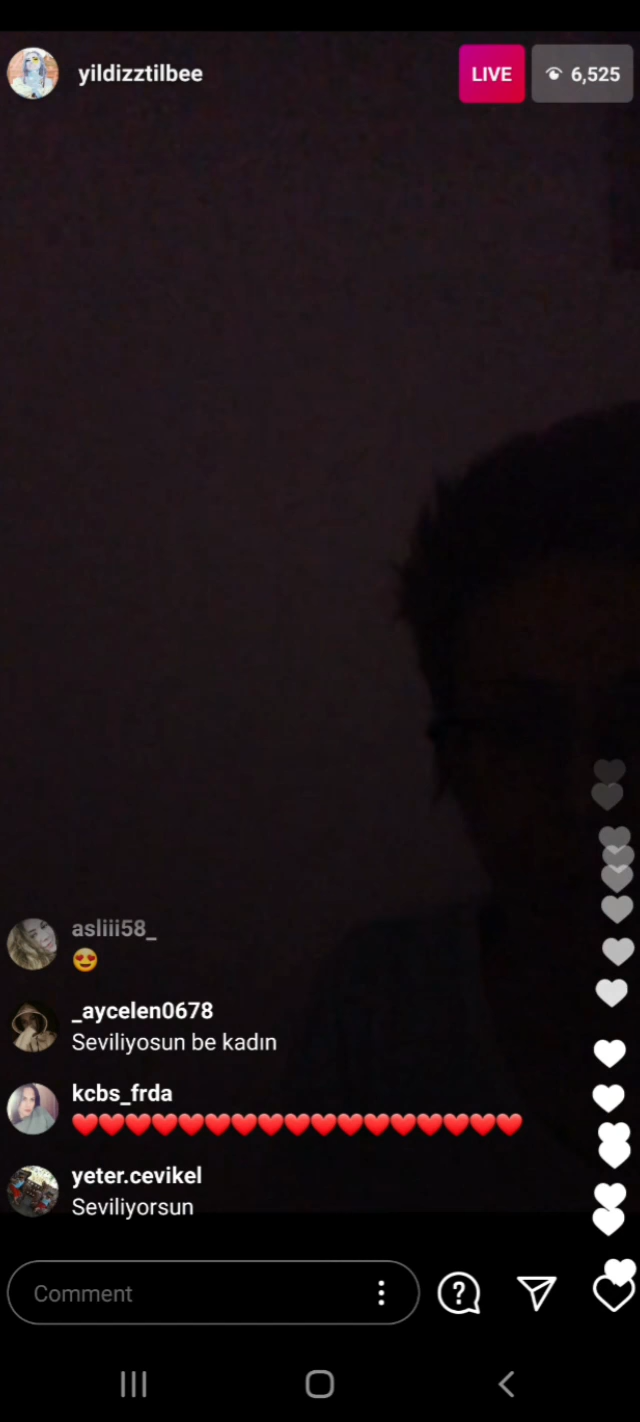 yildizztilbee
LIVE
6,525
asliii58_
😍
_aycelen0678
Seviliyosun be kadın
kcbs_frda
❤️❤️❤️❤️❤️❤️❤️❤️❤️❤️❤️❤️❤️❤️❤️❤️❤️
yeter.cevikel
Seviliyorsun
Comment